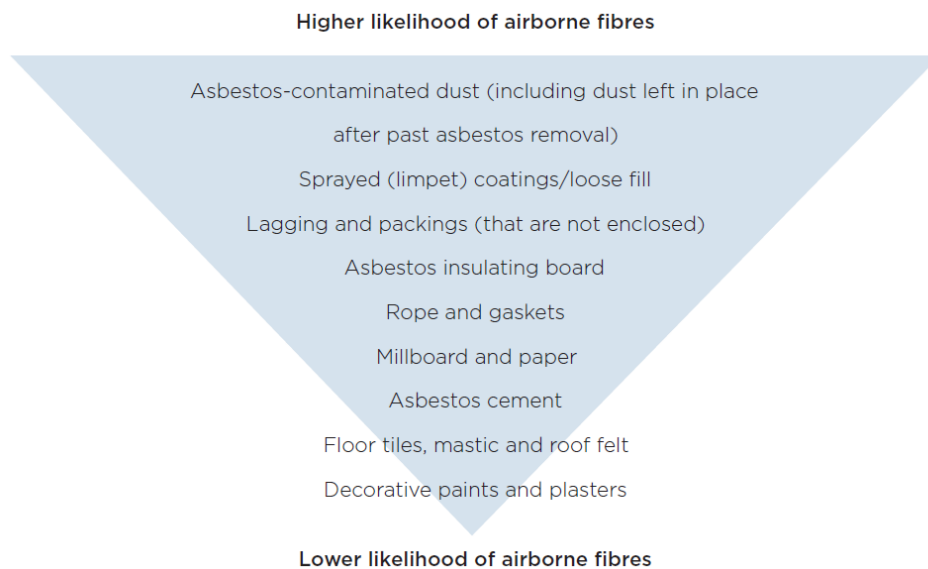 Higher likelihood of airborne fibres
Asbestos-contaminated dust (including dust left in place
after past asbestos removal)
Sprayed (limpet) coatings/loose fill
Lagging and packings (that are not enclosed)
Asbestos insulating board
Rope and gaskets
Millboard and paper
Asbestos cement
Floor tiles, mastic and roof felt
Decorative paints and plasters
Lower likelihood of airborne fibres